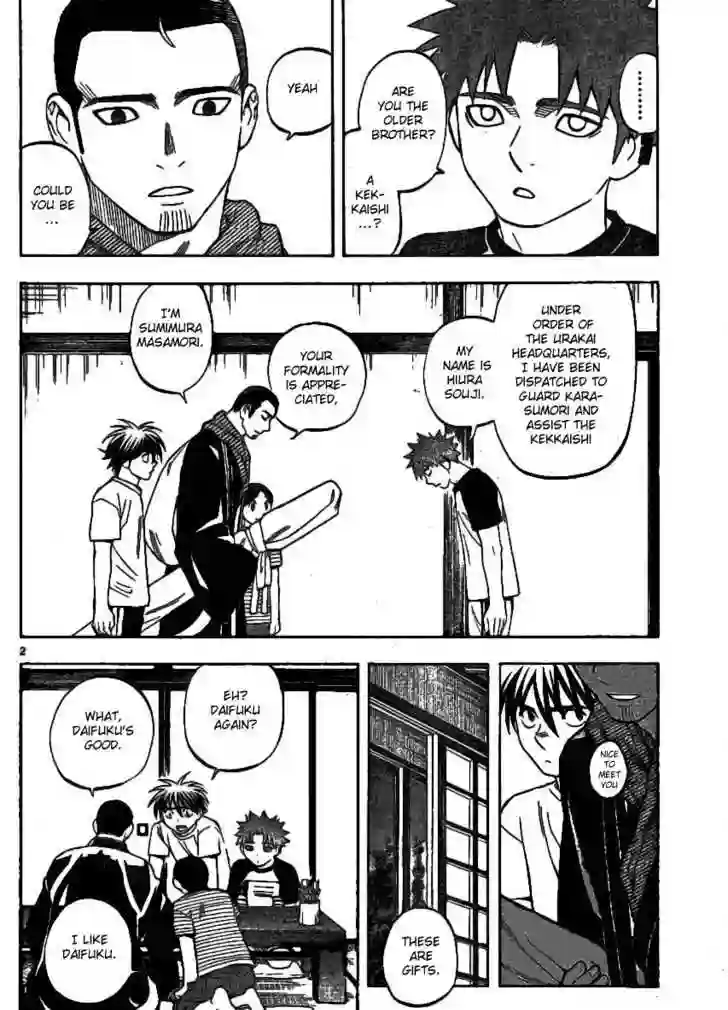 .........
ARE
YOU THE
OLDER
BROTHER?
A
KEK-
KAISHI
...?
YEAH
COULD
YOU BE
...
UNDER
ORDER OF
THE URAKAI
HEADQUARTERS,
I HAVE BEEN
DISPATCHED TO
GUARD KARA-
SUMORI AND
ASSIST THE
KEKKAISHI
MY
NAME IS
HIURA
SOUJI.
YOUR
FORMALITY
IS APPRE-
CIATED,
I'M
SUMIMURA
MASAMORI.
2
NICE
TO
MEET
YOU
THESE
ARE
GIFTS.
EH?
DAIFUKU
AGAIN?
WHAT,
DAIFUKU'S
GOOD.
I LIKE
DAIFUKU.